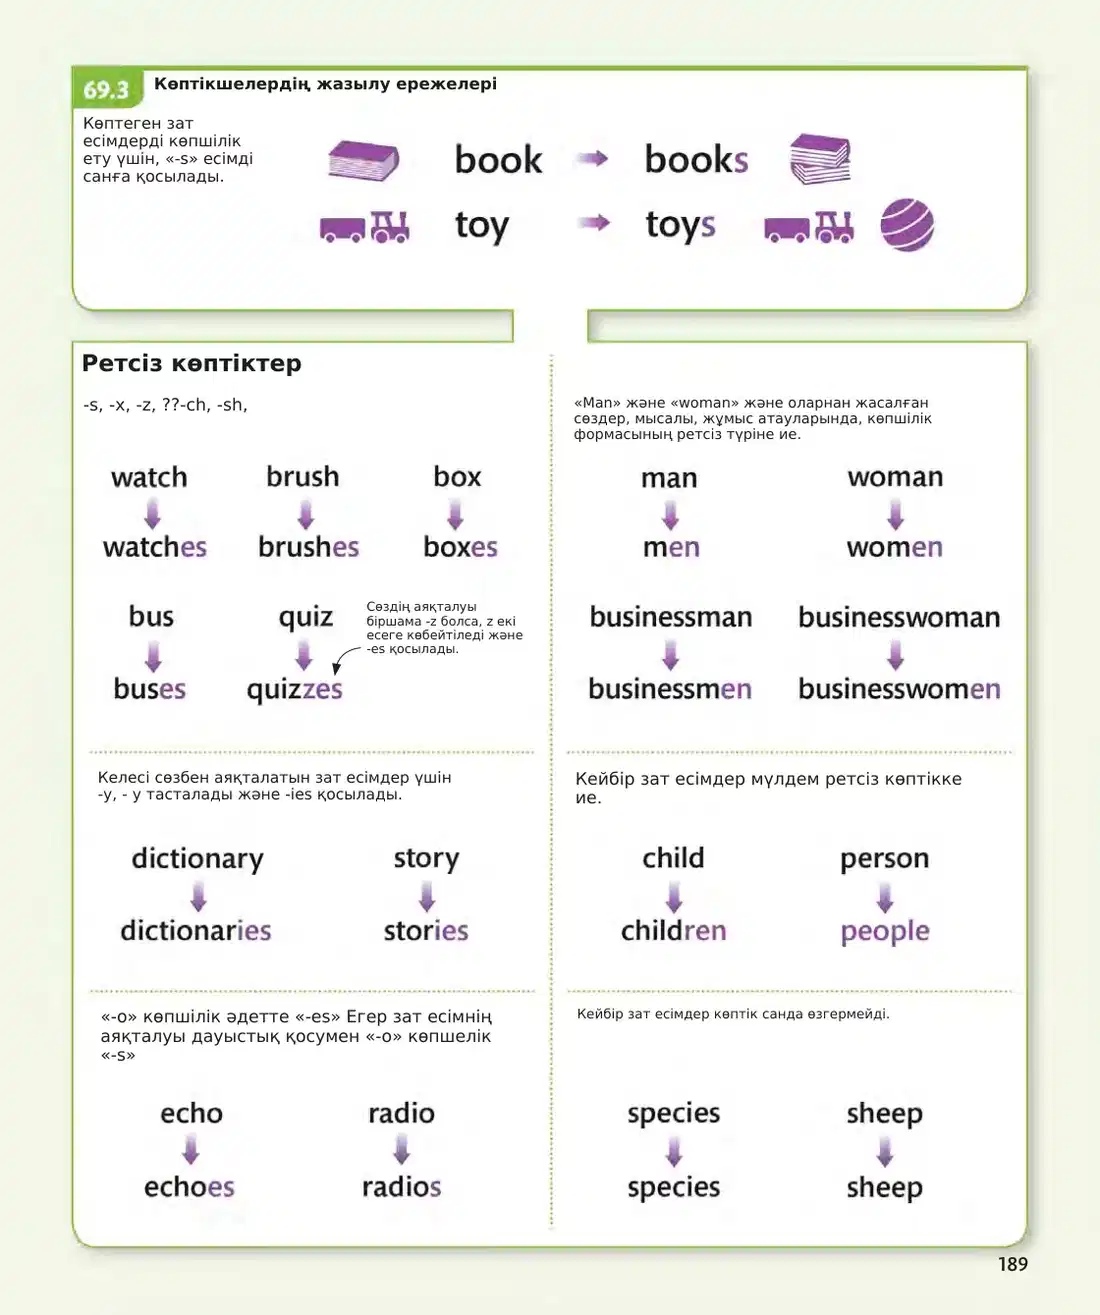 69.3 Көптікшелердің жазылу ережелері
Көптеген зат
есімдерді көпшілік
ету үшін, «-s» есімді
санға қосылады.
book books
toy toys
Ретсіз көптіктер
-s, -x, -z, ??-ch, -sh,
watch brush box
watches brushes boxes
bus quiz
Сөздің аяқталуы
біршама -z болса, z екі
есеге көбейтіледі және
-es қосылады.
buses quizzes
«Man» және «woman» және оларнан жасалған
сөздер, мысалы, жұмыс атауларында, көпшілік
формасының ретсіз түріне ие.
man woman
men women
businessman businesswoman
businessmen businesswomen
Келесі сөзбен аяқталатын зат есімдер үшін
-y, - y тасталады және -ies қосылады.
dictionary story
dictionaries stories
Кейбір зат есімдер мүлдем ретсіз көптікке
ие.
child person
children people
«-o» көпшілік әдетте «-es» Егер зат есімнің
аяқталуы дауыстық қосумен «-o» көпшелік
«-s»
echo radio
echoes radios
Кейбір зат есімдер көптік санда өзгермейді.
species sheep
species sheep
189